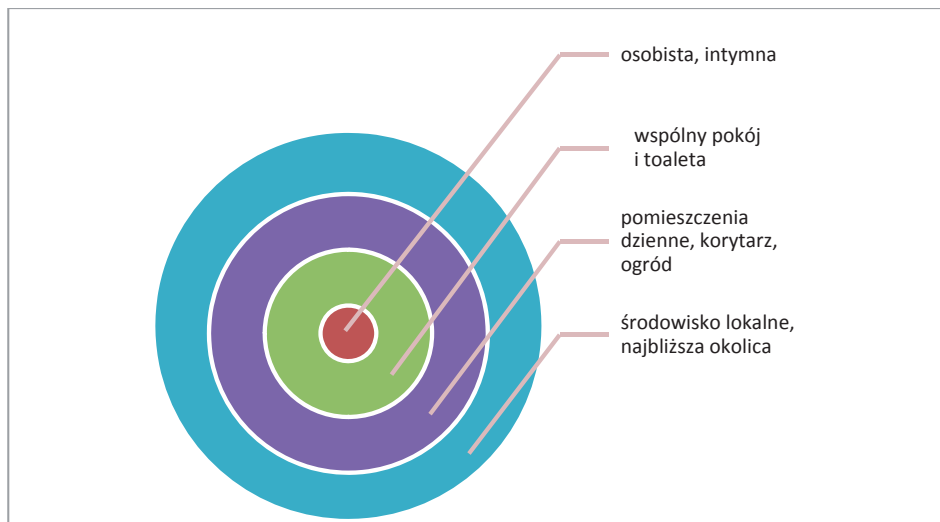 osobista, intymna
wspólny pokój
i toaleta
pomieszczenia
dzienne, korytarz,
ogród
środowisko lokalne,
najbliższa okolica